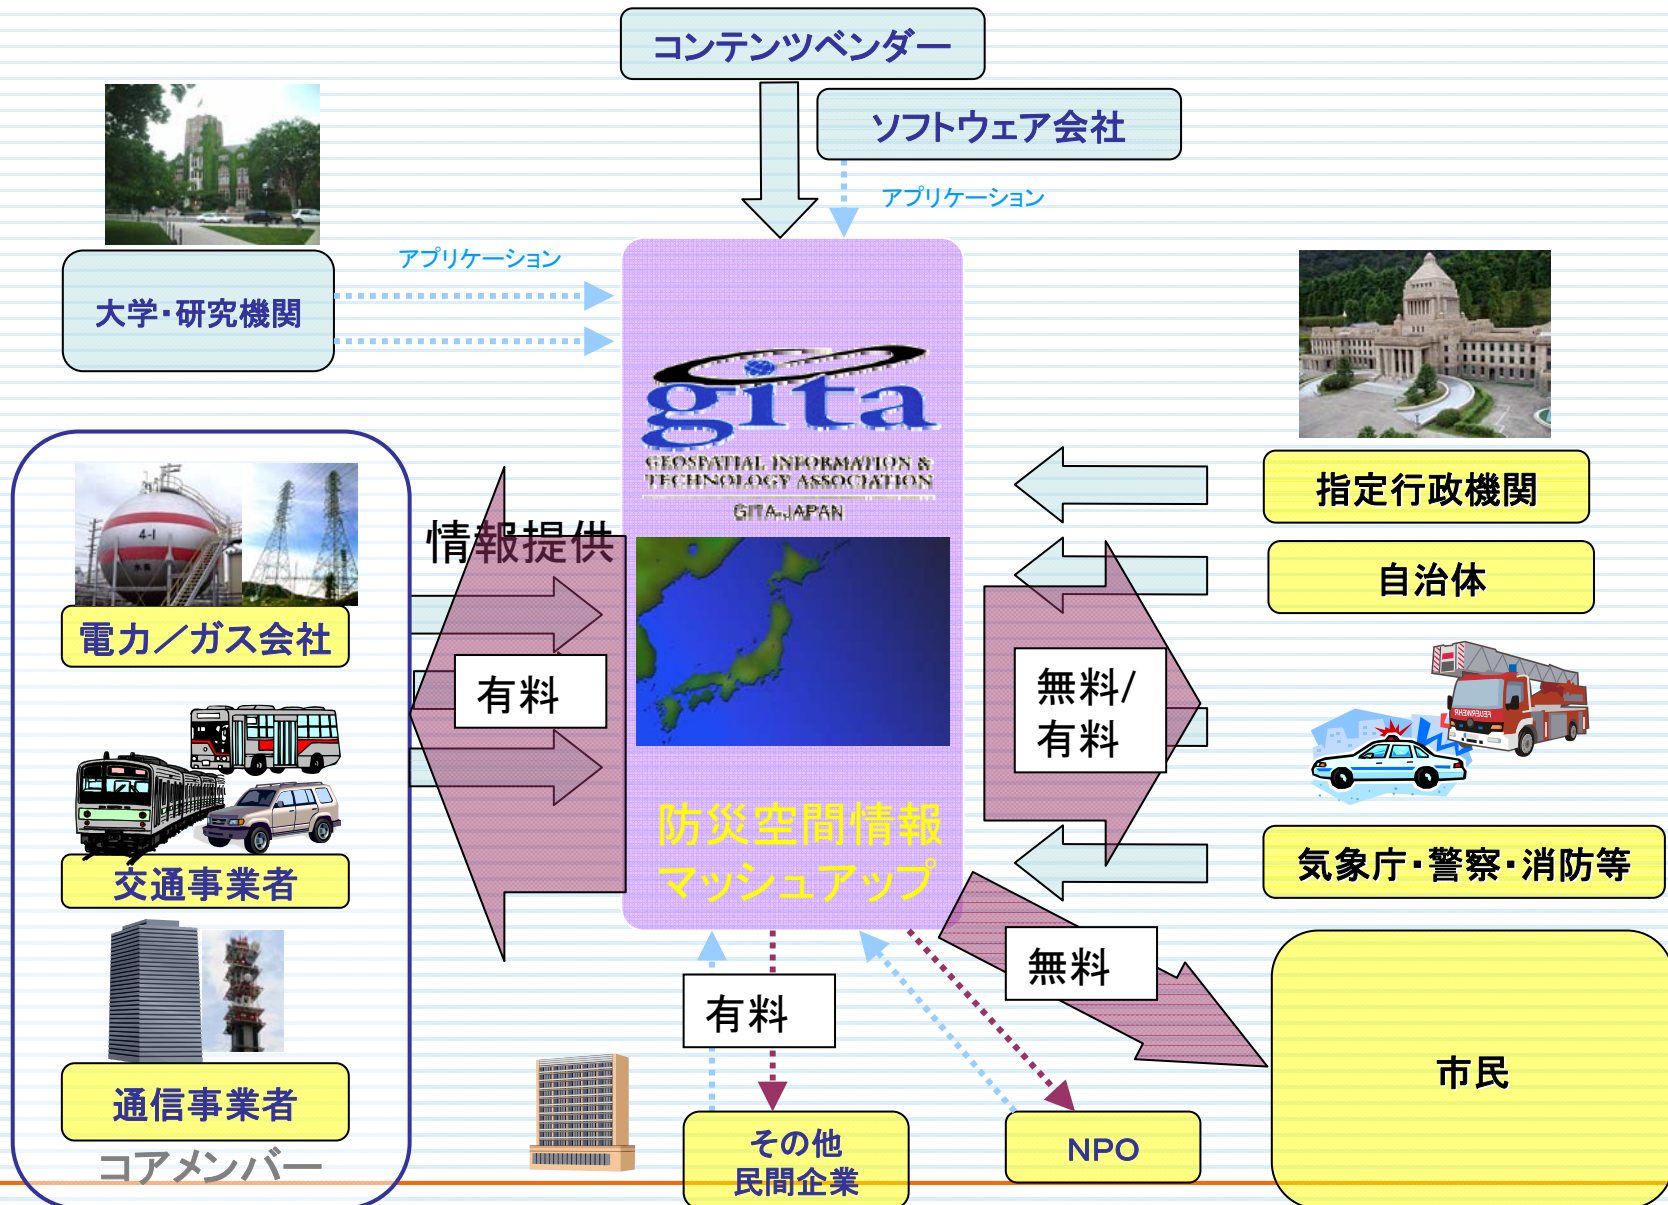 コンテンツベンダー
ソフトウェア会社
アプリケーション
アプリケーション
大学・研究機関
gita
GEOSPATIAL INFORMATION &
TECHNOLOGY ASSOCIATION
GITA-JAPAN
指定行政機関
自治体
情報提供
4-1
電力／ガス会社
有料
無料/
有料
FEUERWEHR
防災空間情報
マッシュアップ
交通事業者
気象庁・警察・消防等
無料
有料
市民
通信事業者
コアメンバー
その他
民間企業
NPO